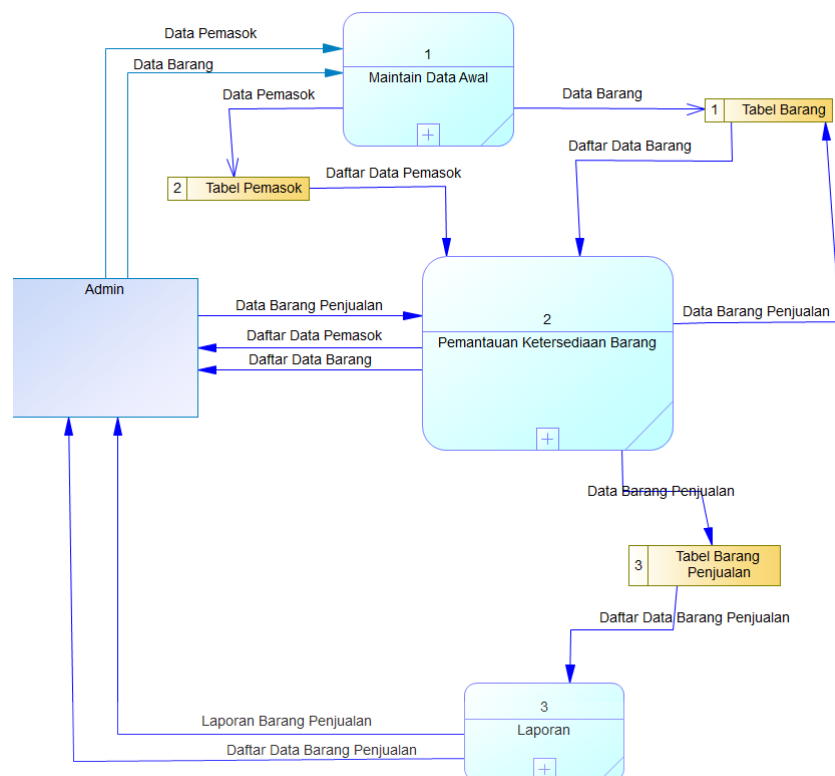 Data Pemasok
1
Data Barang
Maintain Data Awal
Data Pemasok
Data Barang
1 Tabel Barang
Daftar Data Barang
Daftar Data Pemasok
2 Tabel Pemasok
Admin
Data Barang Penjualan
Data Barang Penjualan
2
Daftar Data Pemasok
Pemantauan Ketersediaan Barang
Daftar Data Barang
Data Barang Penjualan
3 Tabel Barang
Penjualan
Daftar Data Barang Penjualan
3
Laporan Barang Penjualan
Laporan
Daftar Data Barang Penjualan